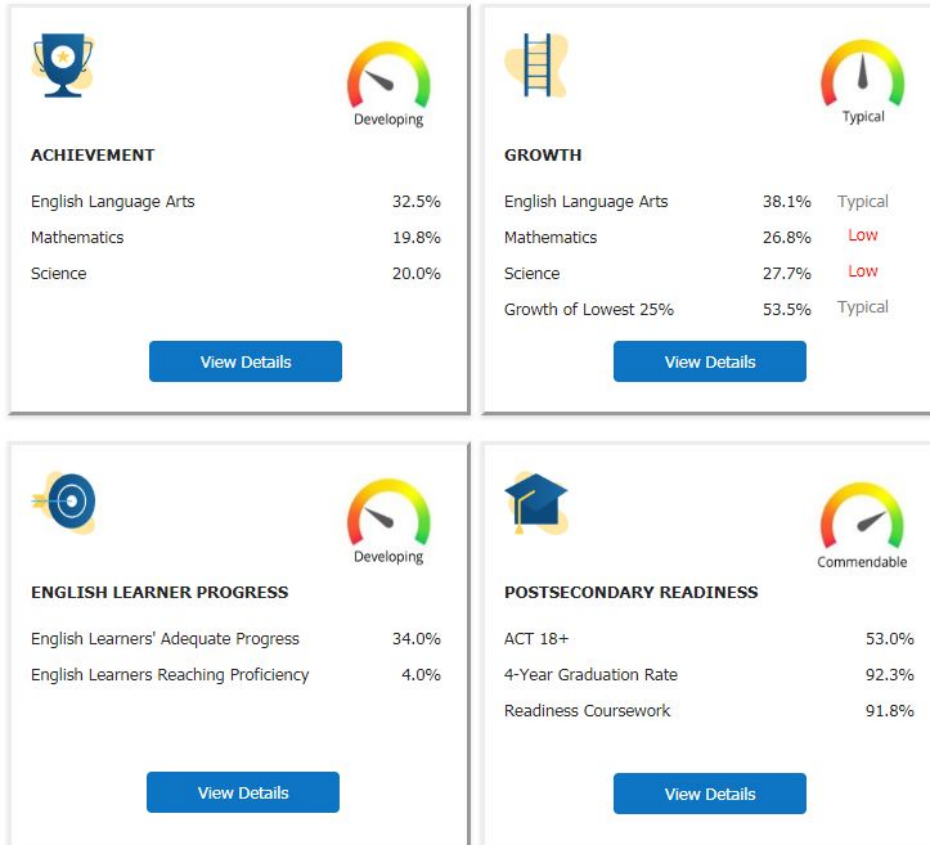 Developing
ACHIEVEMENT
English Language Arts 32.5%
Mathematics 19.8%
Science 20.0%
View Details
Typical
GROWTH
English Language Arts 38.1% Typical
Mathematics 26.8% Low
Science 27.7% Low
Growth of Lowest 25% 53.5% Typical
View Details
Developing
ENGLISH LEARNER PROGRESS
English Learners' Adequate Progress 34.0%
English Learners Reaching Proficiency 4.0%
View Details
Commendable
POSTSECONDARY READINESS
ACT 18+ 53.0%
4-Year Graduation Rate 92.3%
Readiness Coursework 91.8%
View Details